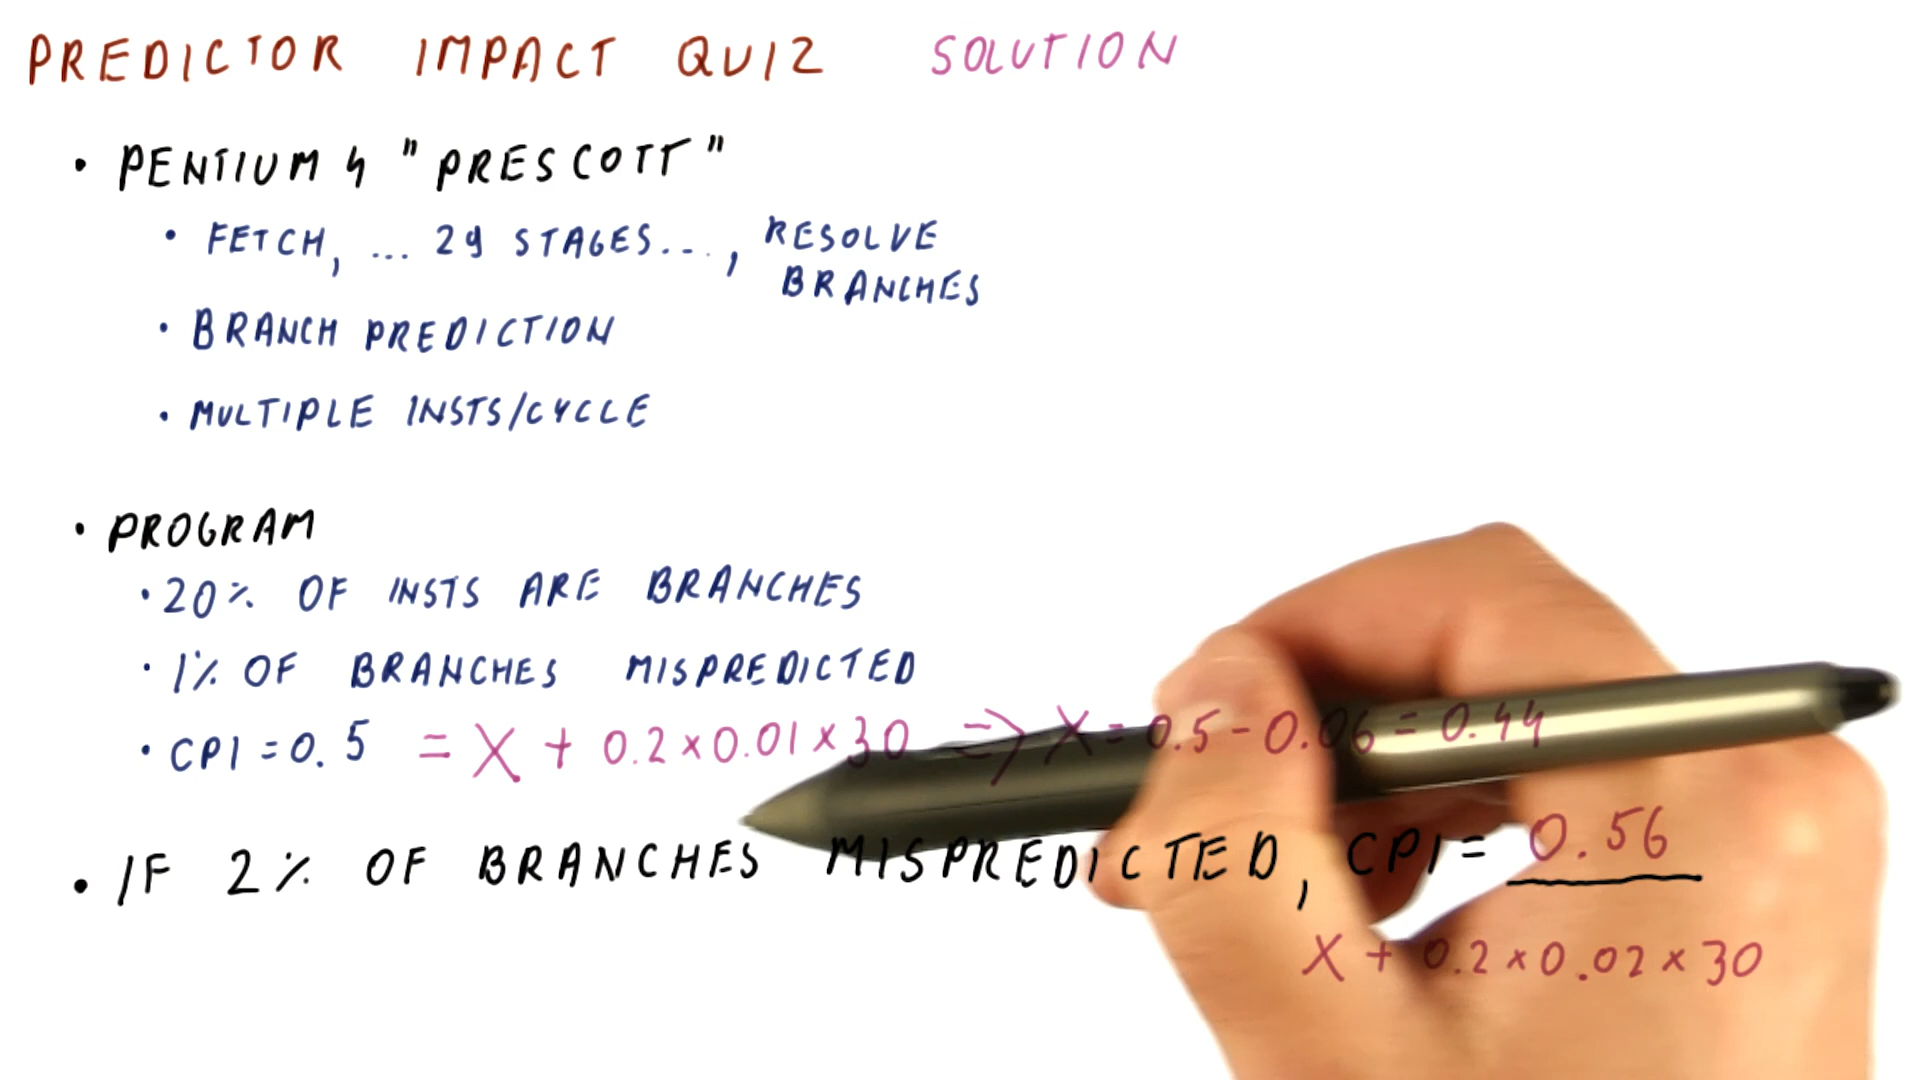 PREDICTOR IMPACT QUIZ SOLUTION
• PENTIUM 4 "PRESCOTT"
• FETCH, ... 29 STAGES..., RESOLVE
BRANCHES
• BRANCH PREDICTION
• MULTIPLE INSTS/CYCLE
• PROGRAM
• 20% OF INSTS ARE BRANCHES
• 1% OF BRANCHES MISPREDICTED
• CPI = 0.5 = X + 0.2 × 0.01 × 30 => X = 0.5 - 0.06 = 0.44
• IF 2% OF BRANCHES MISPREDICTED, CPI = 0.56
X + 0.2 × 0.02 × 30